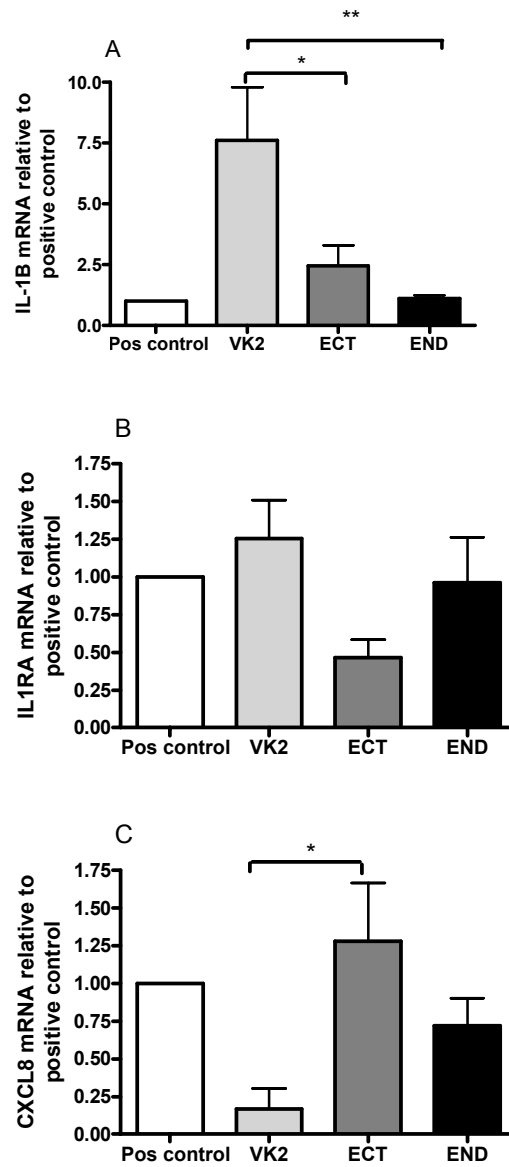 A
**
*
IL-1B mRNA relative to
positive control
10.0
7.5
5.0
2.5
0.0
Pos control VK2 ECT END
B
IL1RA mRNA relative to
positive control
1.75
1.50
1.25
1.00
0.75
0.50
0.25
0.00
Pos control VK2 ECT END
C
*
CXCL8 mRNA relative to
positive control
1.75
1.50
1.25
1.00
0.75
0.50
0.25
0.00
Pos control VK2 ECT END